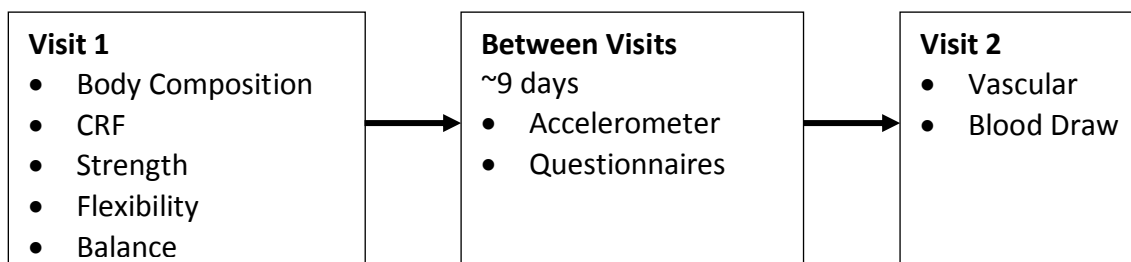 Visit 1
• Body Composition
• CRF
• Strength
• Flexibility
• Balance
Between Visits
~9 days
• Accelerometer
• Questionnaires
Visit 2
• Vascular
• Blood Draw